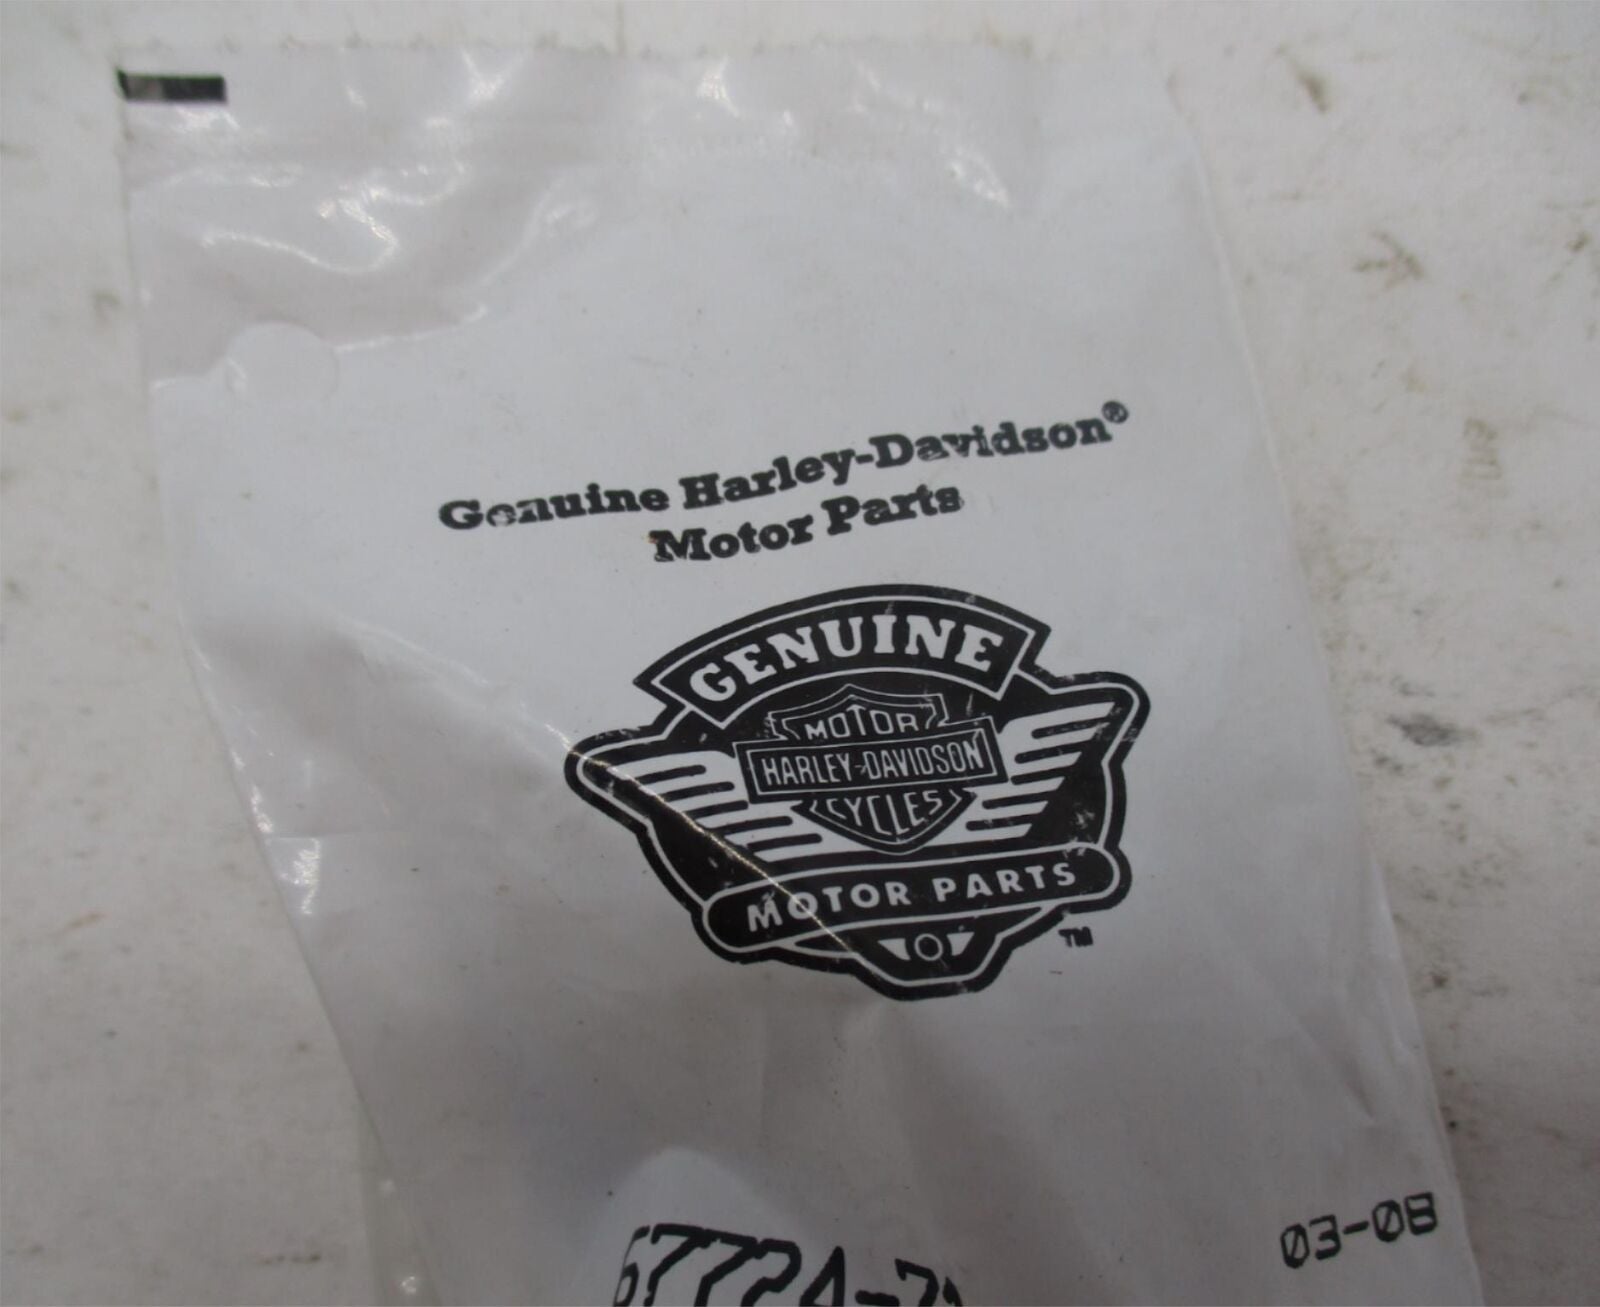 Genuine Harley-Davidson®
Motor Parts
GENUINE
MOTOR
HARLEY-DAVIDSON
CYCLES
MOTOR PARTS
TM
03-08